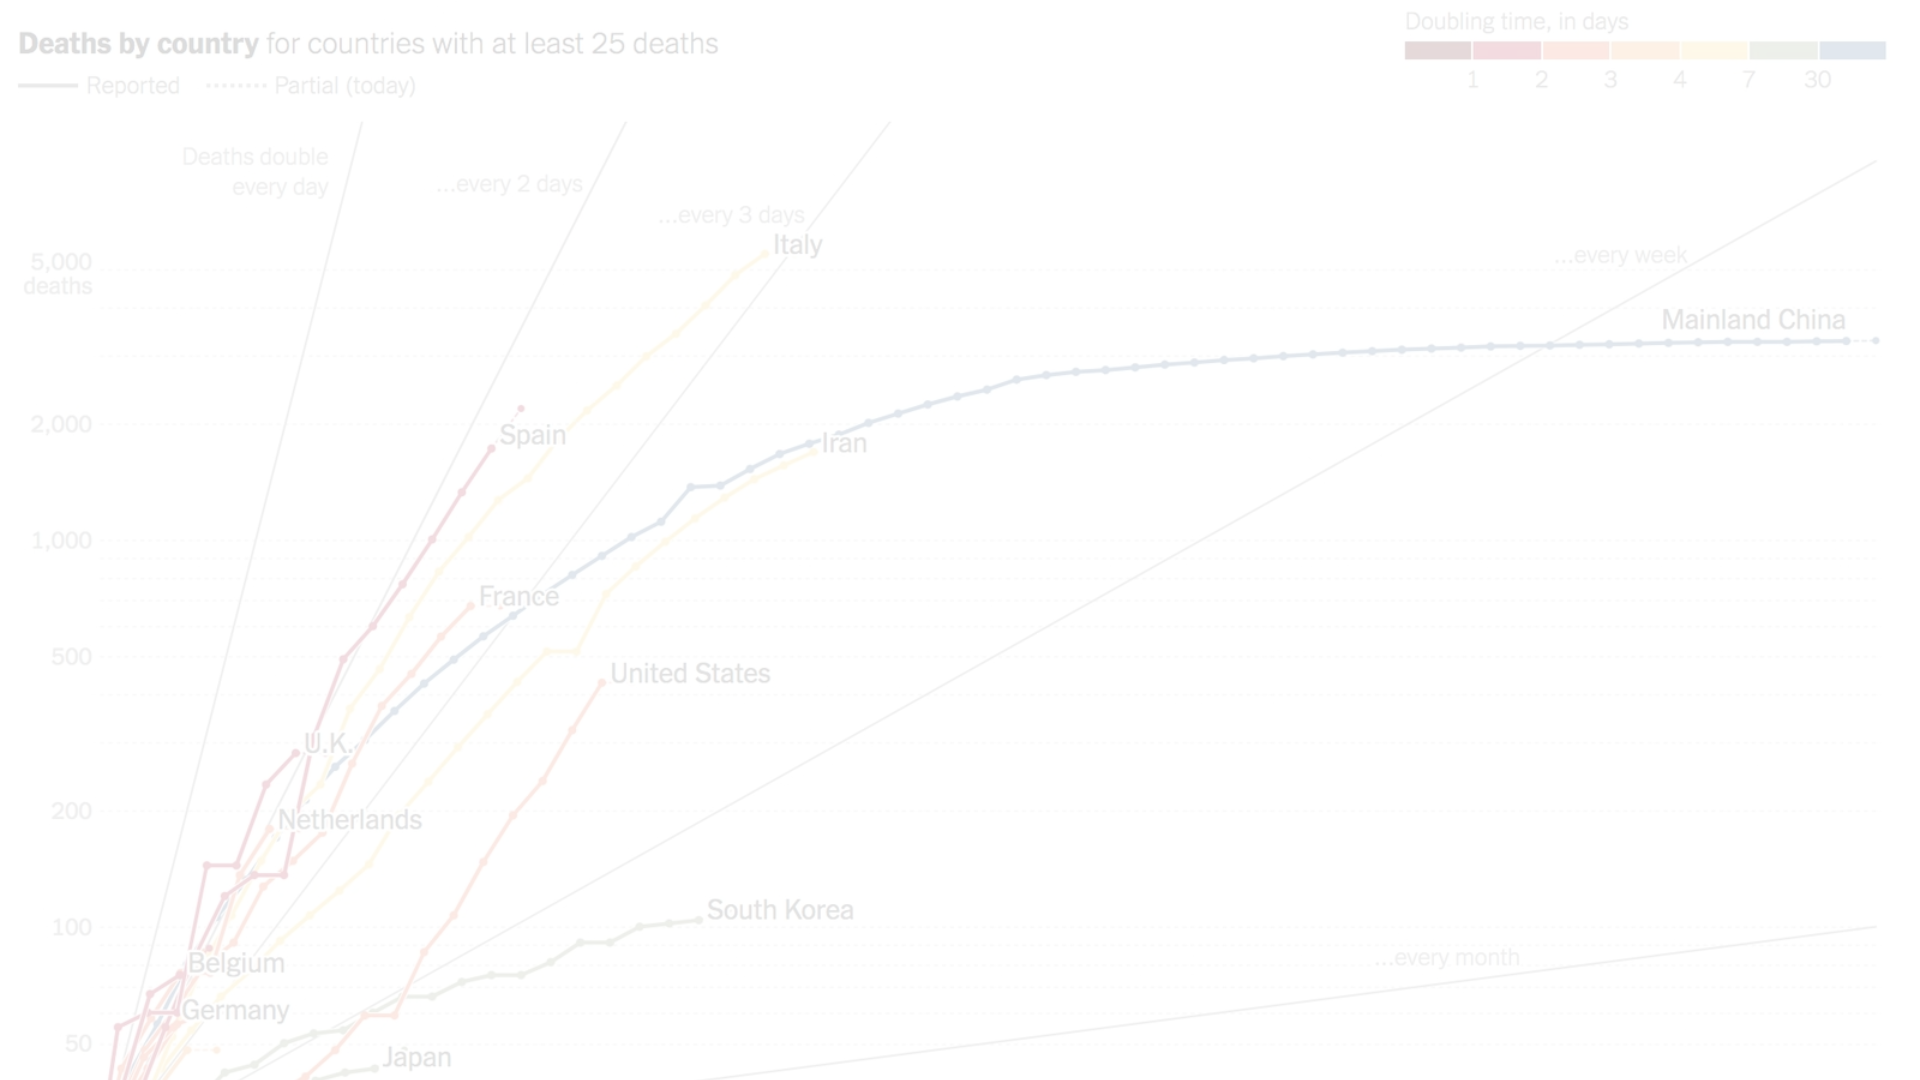 Deaths by country for countries with at least 25 deaths
Reported
Partial (today)
Doubling time, in days
1 2 3 4 7 30
Deaths double
every day
...every 2 days
...every 3 days
...every week
...every month
5,000
deaths
2,000
1,000
500
200
100
50
Italy
Mainland China
Spain
Iran
France
United States
U.K.
Netherlands
South Korea
Belgium
Germany
Japan